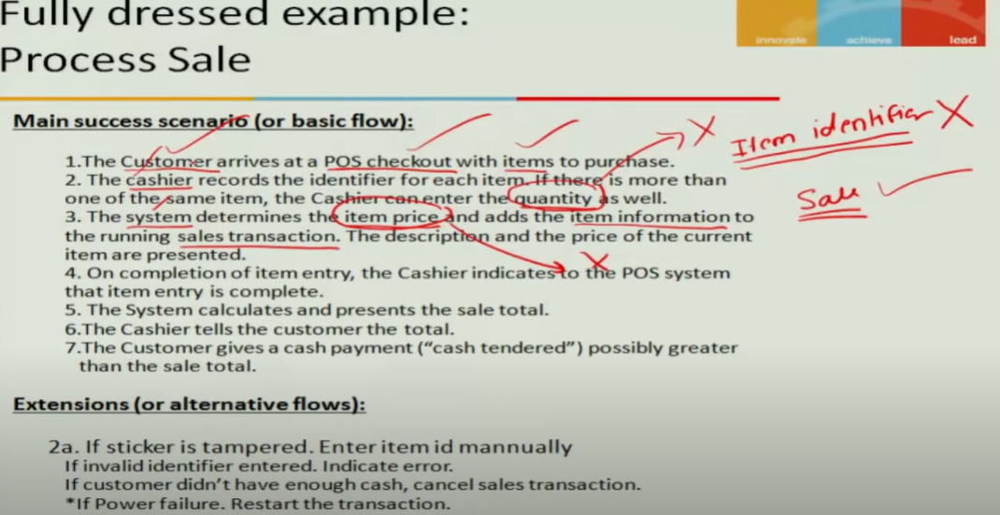 Fully dressed example:
Process Sale
innovate achieve lead
Main success scenario (or basic flow):
1.The Customer arrives at a POS checkout with items to purchase.
2. The cashier records the identifier for each item. If there is more than
one of the same item, the Cashier can enter the quantity as well.
3. The system determines the item price and adds the item information to
the running sales transaction. The description and the price of the current
item are presented.
4. On completion of item entry, the Cashier indicates to the POS system
that item entry is complete.
5. The System calculates and presents the sale total.
6.The Cashier tells the customer the total.
7.The Customer gives a cash payment (“cash tendered”) possibly greater
than the sale total.
Item identifier X
Sale
X
X
Extensions (or alternative flows):
2a. If sticker is tampered. Enter item id mannually
If invalid identifier entered. Indicate error.
If customer didn’t have enough cash, cancel sales transaction.
*If Power failure. Restart the transaction.